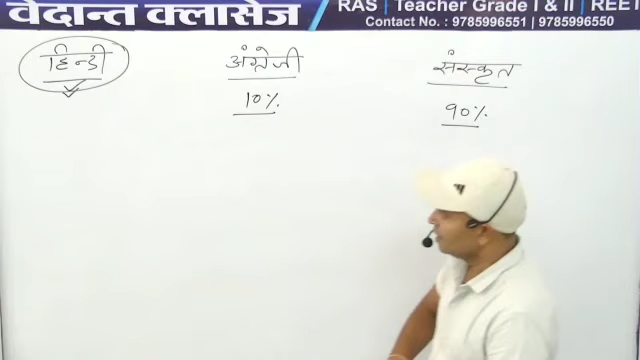 वेदान्त क्लासेज
RAS | Teacher Grade I & II | REET
Contact No. : 9785996551 | 9785996550
हिन्दी अंग्रेजी संस्कृत
10% 90%